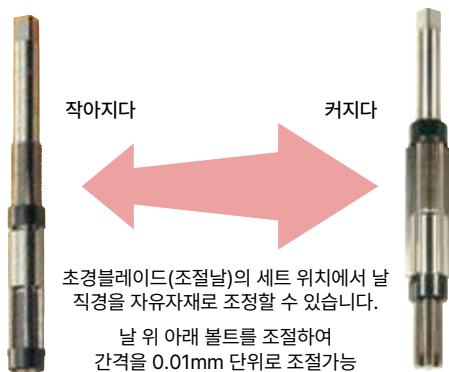 작아지다
커지다
초경블레이드(조절날)의 세트 위치에서 날
직경을 자유자재로 조정할 수 있습니다.
날 위 아래 볼트를 조절하여
간격을 0.01mm 단위로 조절가능